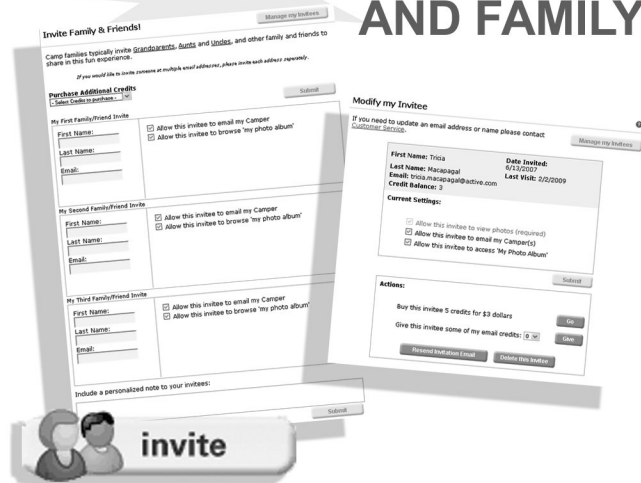 AND FAMILY
Invite Family & Friends!
Manage my Invitees
Camp families typically invite Grandparents, Aunts and Uncles, and other family and friends to
share in this fun experience.
If you would like to invite someone at multiple email addresses, please invite each address separately.
Purchase Additional Credits
- Select Credits to purchase -
Submit
My First Family/Friend Invite
First Name:
Last Name:
Email:
Allow this invitee to email my Camper
Allow this invitee to browse 'my photo album'
My Second Family/Friend Invite
First Name:
Last Name:
Email:
Allow this invitee to email my Camper
Allow this invitee to browse 'my photo album'
My Third Family/Friend Invite
First Name:
Last Name:
Email:
Allow this invitee to email my Camper
Allow this invitee to browse 'my photo album'
Include a personalized note to your invitees:
Submit
invite
Modify my Invitee
If you need to update an email address or name please contact
Customer Service.
Manage my Invitees
First Name: Tricia
Last Name: Macapagal
Email: tricia.macapagal@active.com
Credit Balance: 3
Date Invited:
6/13/2007
Last Visit: 2/2/2009
Current Settings:
Allow this invitee to view photos (required)
Allow this invitee to email my Camper(s)
Allow this invitee to access 'My Photo Album'
Submit
Actions:
Buy this invitee 5 credits for $3 dollars
Go
Give this invitee some of my email credits: 0
Give
Resend Invitation Email
Delete this Invitee